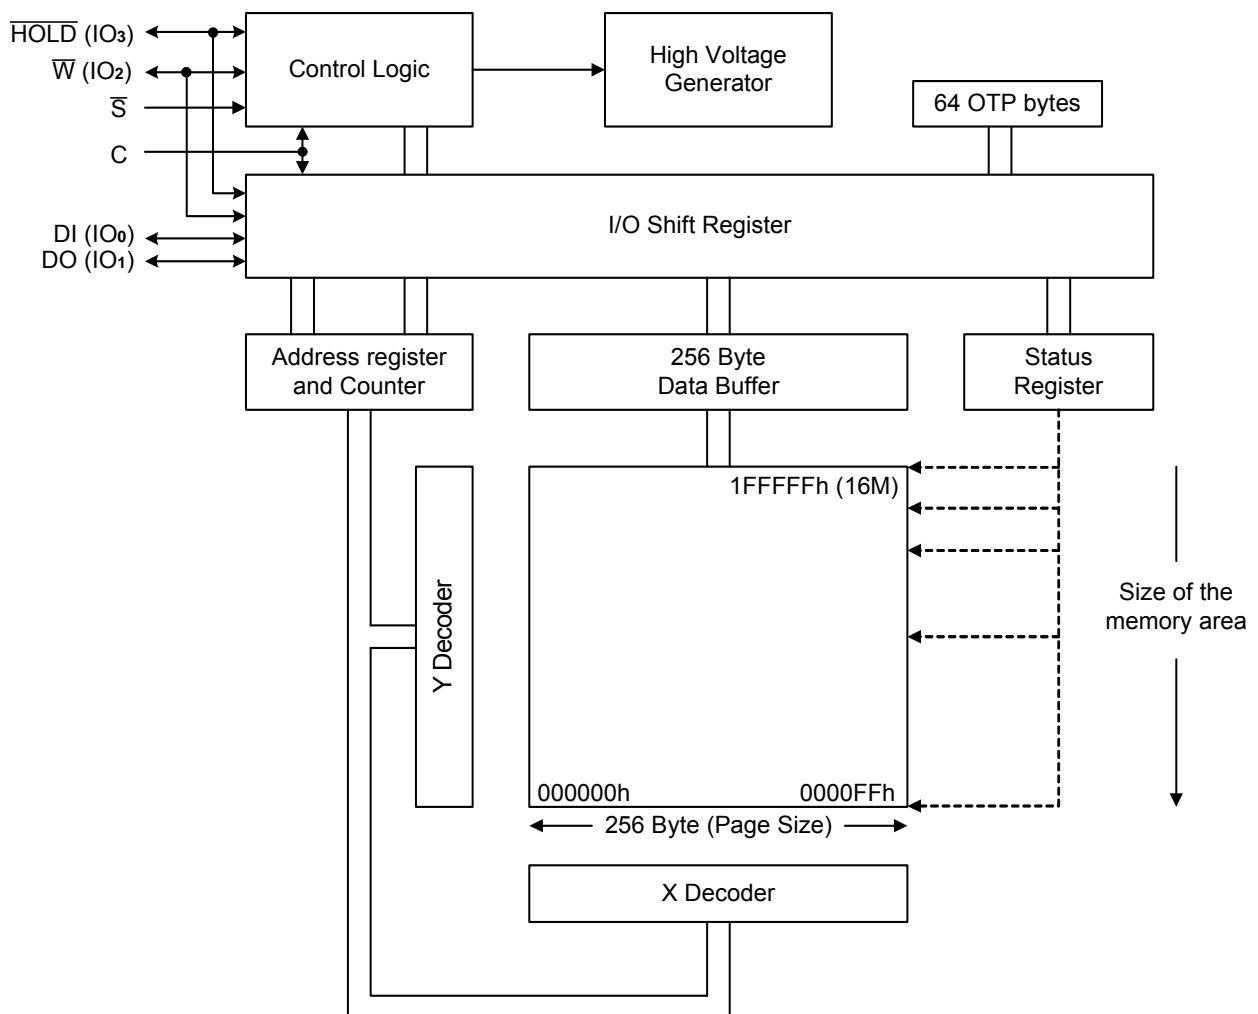 HOLD (IO3)
W (IO2)
S
C
DI (IO0)
DO (IO1)
Control Logic
High Voltage
Generator
64 OTP bytes
I/O Shift Register
Address register
and Counter
256 Byte
Data Buffer
Status
Register
Y Decoder
1FFFFFh (16M)
000000h
0000FFh
Size of the
memory area
256 Byte (Page Size)
X Decoder